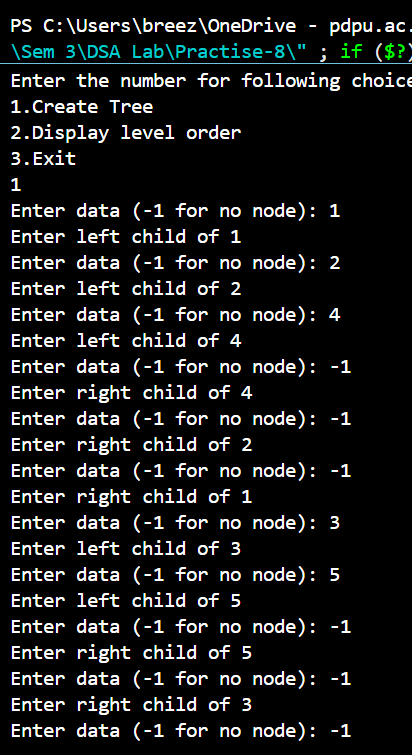 PS C:\Users\breez\OneDrive - pdpu.ac.
\Sem 3\DSA Lab\Practise-8\" ; if ($?)
Enter the number for following choice
1.Create Tree
2.Display level order
3.Exit
1
Enter data (-1 for no node): 1
Enter left child of 1
Enter data (-1 for no node): 2
Enter left child of 2
Enter data (-1 for no node): 4
Enter left child of 4
Enter data (-1 for no node): -1
Enter right child of 4
Enter data (-1 for no node): -1
Enter right child of 2
Enter data (-1 for no node): -1
Enter right child of 1
Enter data (-1 for no node): 3
Enter left child of 3
Enter data (-1 for no node): 5
Enter left child of 5
Enter data (-1 for no node): -1
Enter right child of 5
Enter data (-1 for no node): -1
Enter right child of 3
Enter data (-1 for no node): -1